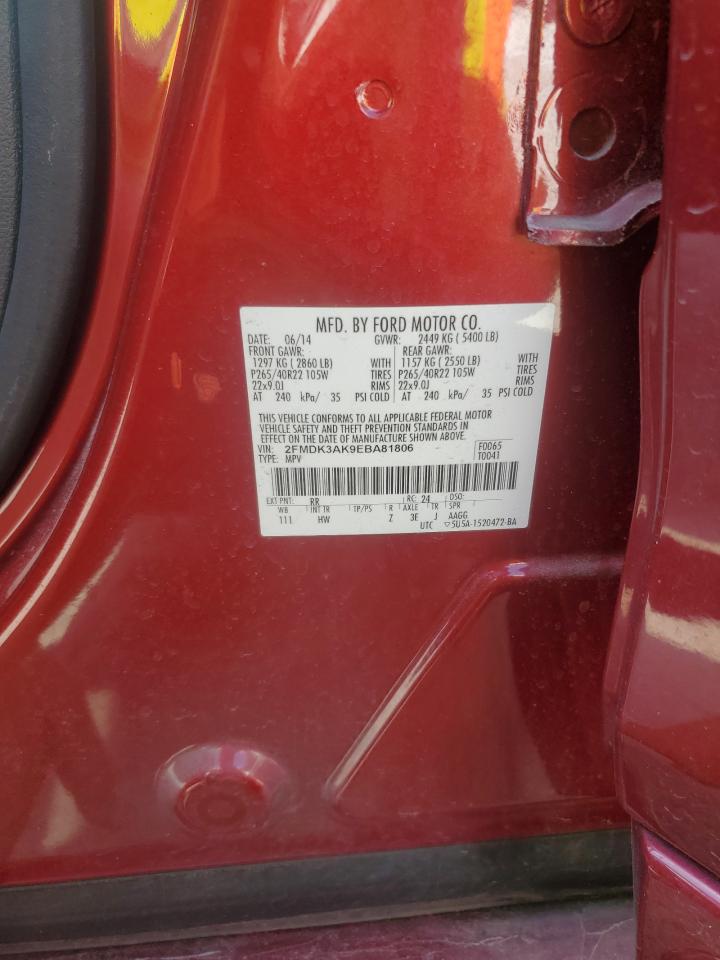 MFD. BY FORD MOTOR CO.
DATE: 06/14 GVWR: 2449 KG ( 5400 LB)
FRONT GAWR: REAR GAWR:
1297 KG ( 2860 LB) WITH 1157 KG ( 2550 LB) WITH
P265/40R22 105W TIRES P265/40R22 105W TIRES
22x9.0J RIMS 22x9.0J RIMS
AT 240 kPa/ 35 PSI COLD AT 240 kPa/ 35 PSI COLD
THIS VEHICLE CONFORMS TO ALL APPLICABLE FEDERAL MOTOR
VEHICLE SAFETY AND THEFT PREVENTION STANDARDS IN
EFFECT ON THE DATE OF MANUFACTURE SHOWN ABOVE.
VIN: 2FMDK3AK9EBA81806 F0065
TYPE: MPV T0041
EXT PNT: RR RC: 24 DSO:
WB INT TR TP/PS R AXLE TR SPR
111 HW Z 3E J AAGG
UTC ▽5U5A-1520472-BA